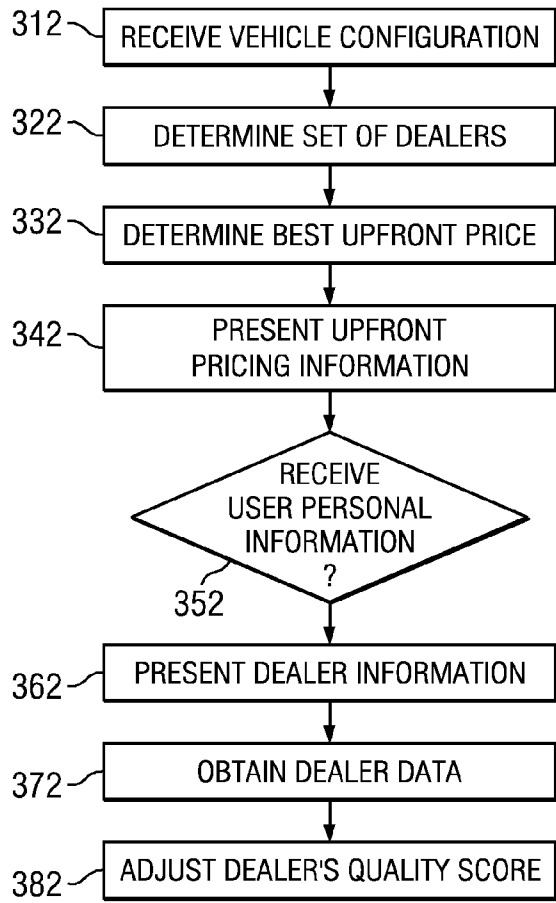 312
RECEIVE VEHICLE CONFIGURATION
322
DETERMINE SET OF DEALERS
332
DETERMINE BEST UPFRONT PRICE
342
PRESENT UPFRONT
PRICING INFORMATION
RECEIVE
USER PERSONAL
INFORMATION
?
352
362
PRESENT DEALER INFORMATION
372
OBTAIN DEALER DATA
382
ADJUST DEALER'S QUALITY SCORE